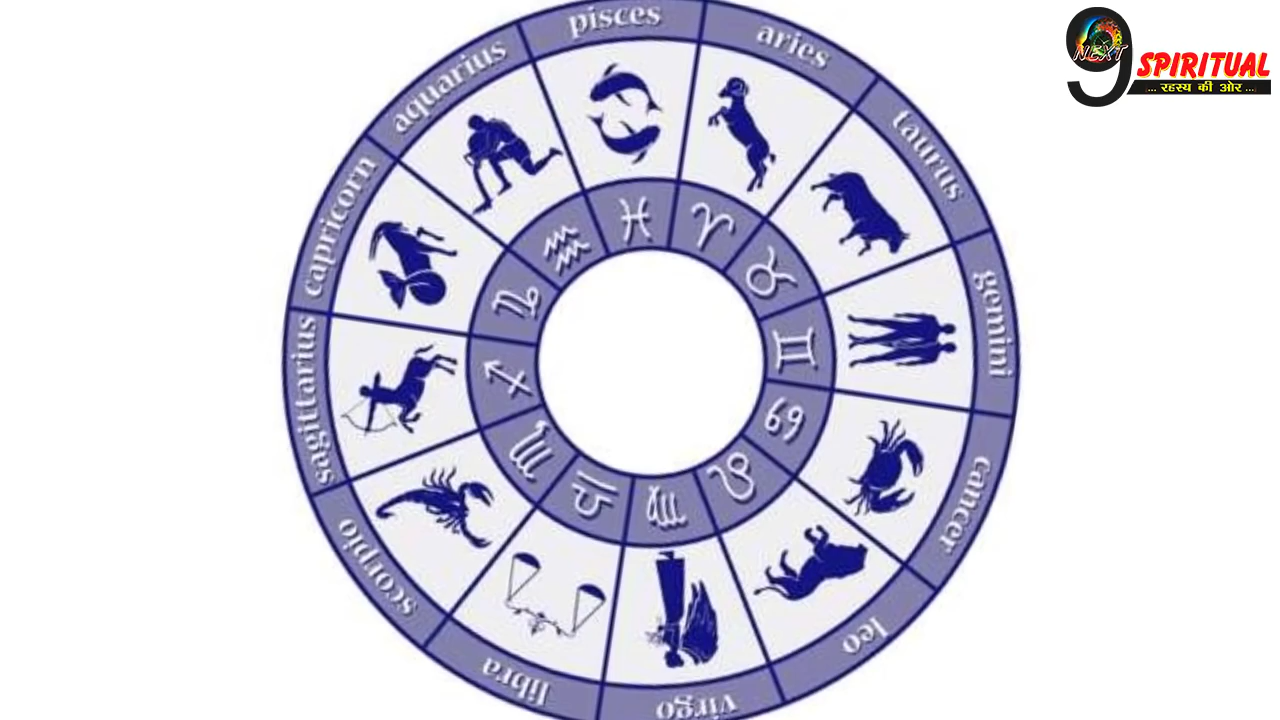 pisces
aries
taurus
gemini
cancer
leo
virgo
libra
scorpio
sagittarius
capricorn
aquarius
9
NEXT
SPIRITUAL
... रहस्य की ओर ...